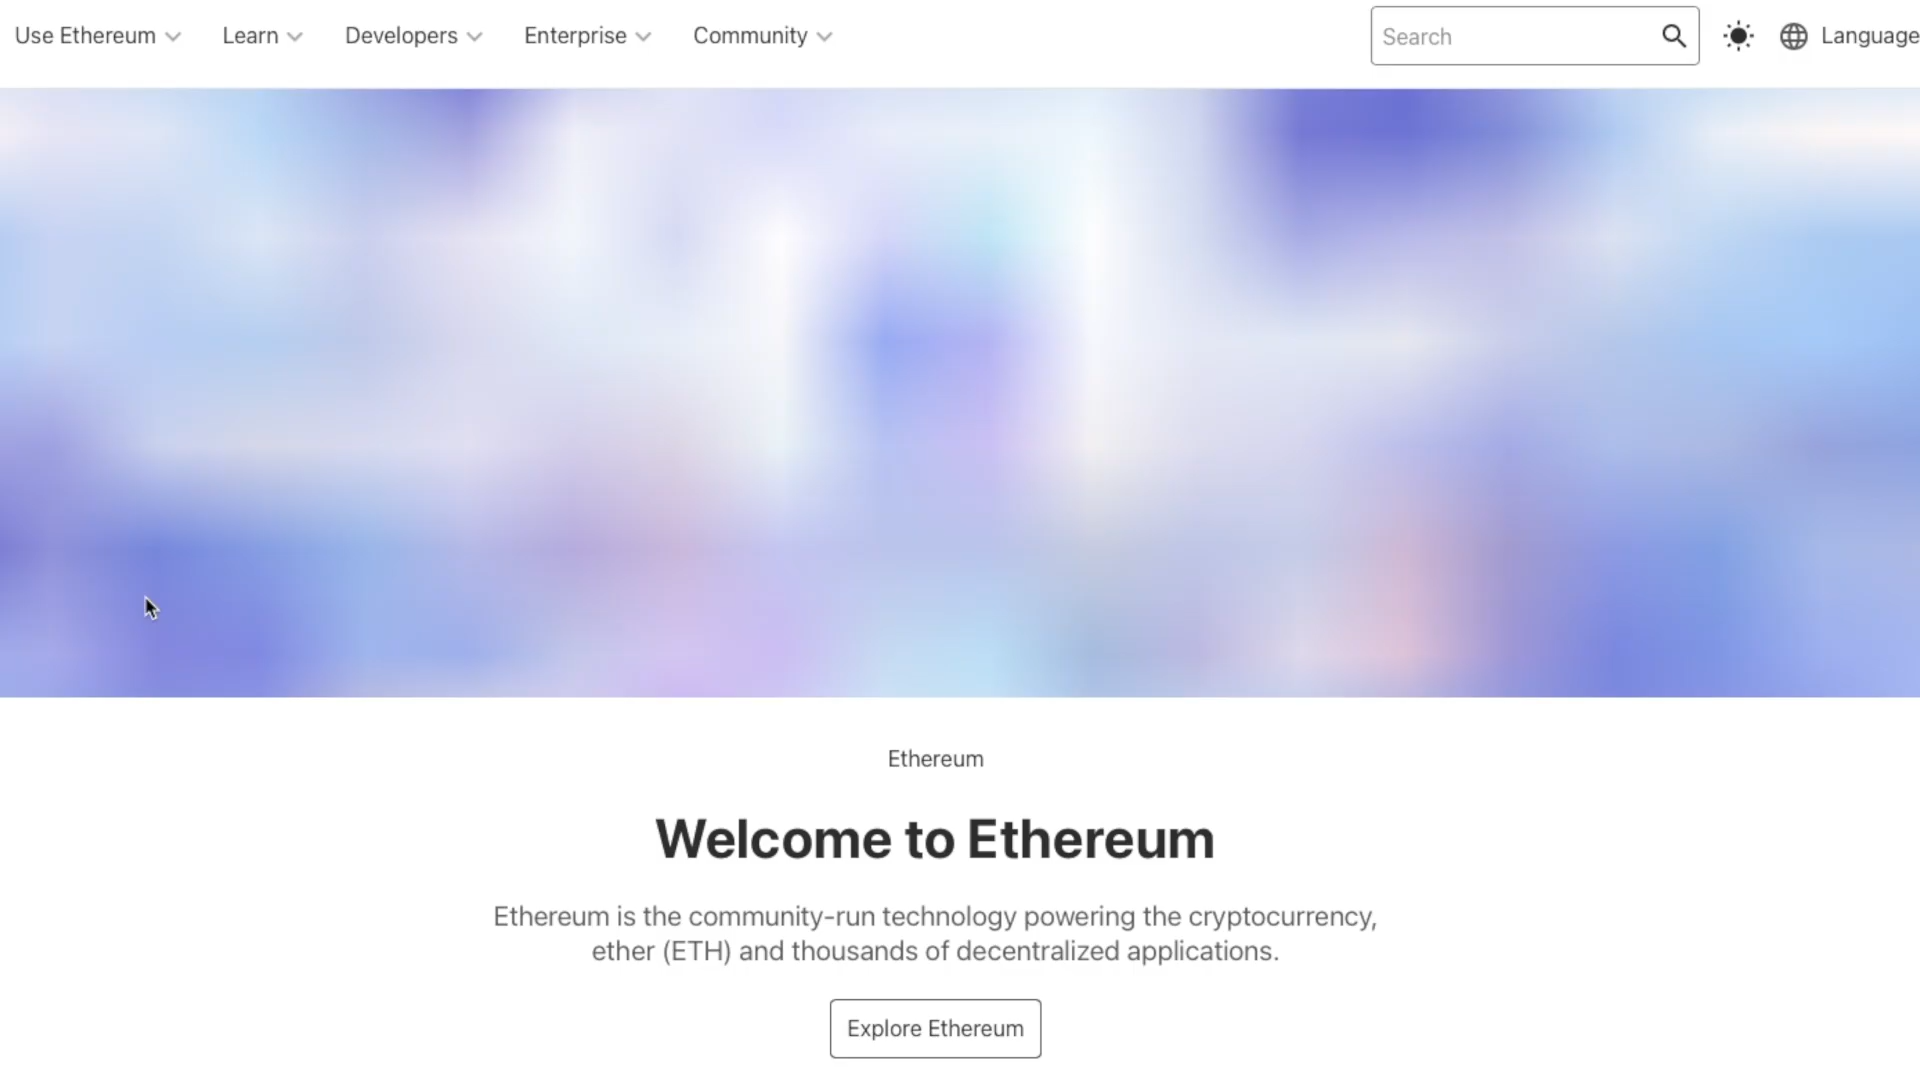 Use Ethereum
Learn
Developers
Enterprise
Community
Search
Language
Ethereum
Welcome to Ethereum
Ethereum is the community-run technology powering the cryptocurrency,
ether (ETH) and thousands of decentralized applications.
Explore Ethereum